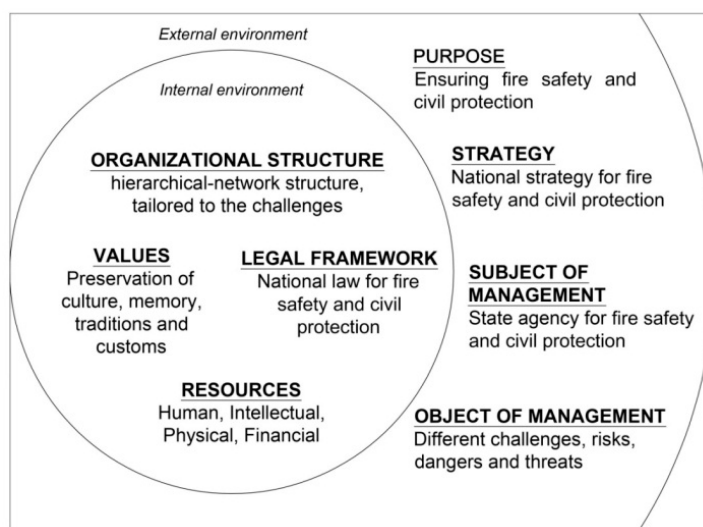 External environment
Internal environment
ORGANIZATIONAL STRUCTURE
hierarchical-network structure,
tailored to the challenges
VALUES
Preservation of
culture, memory,
traditions and
customs
LEGAL FRAMEWORK
National law for fire
safety and civil
protection
RESOURCES
Human, Intellectual,
Physical, Financial
PURPOSE
Ensuring fire safety and
civil protection
STRATEGY
National strategy for fire
safety and civil protection
SUBJECT OF
MANAGEMENT
State agency for fire safety
and civil protection
OBJECT OF MANAGEMENT
Different challenges, risks,
dangers and threats